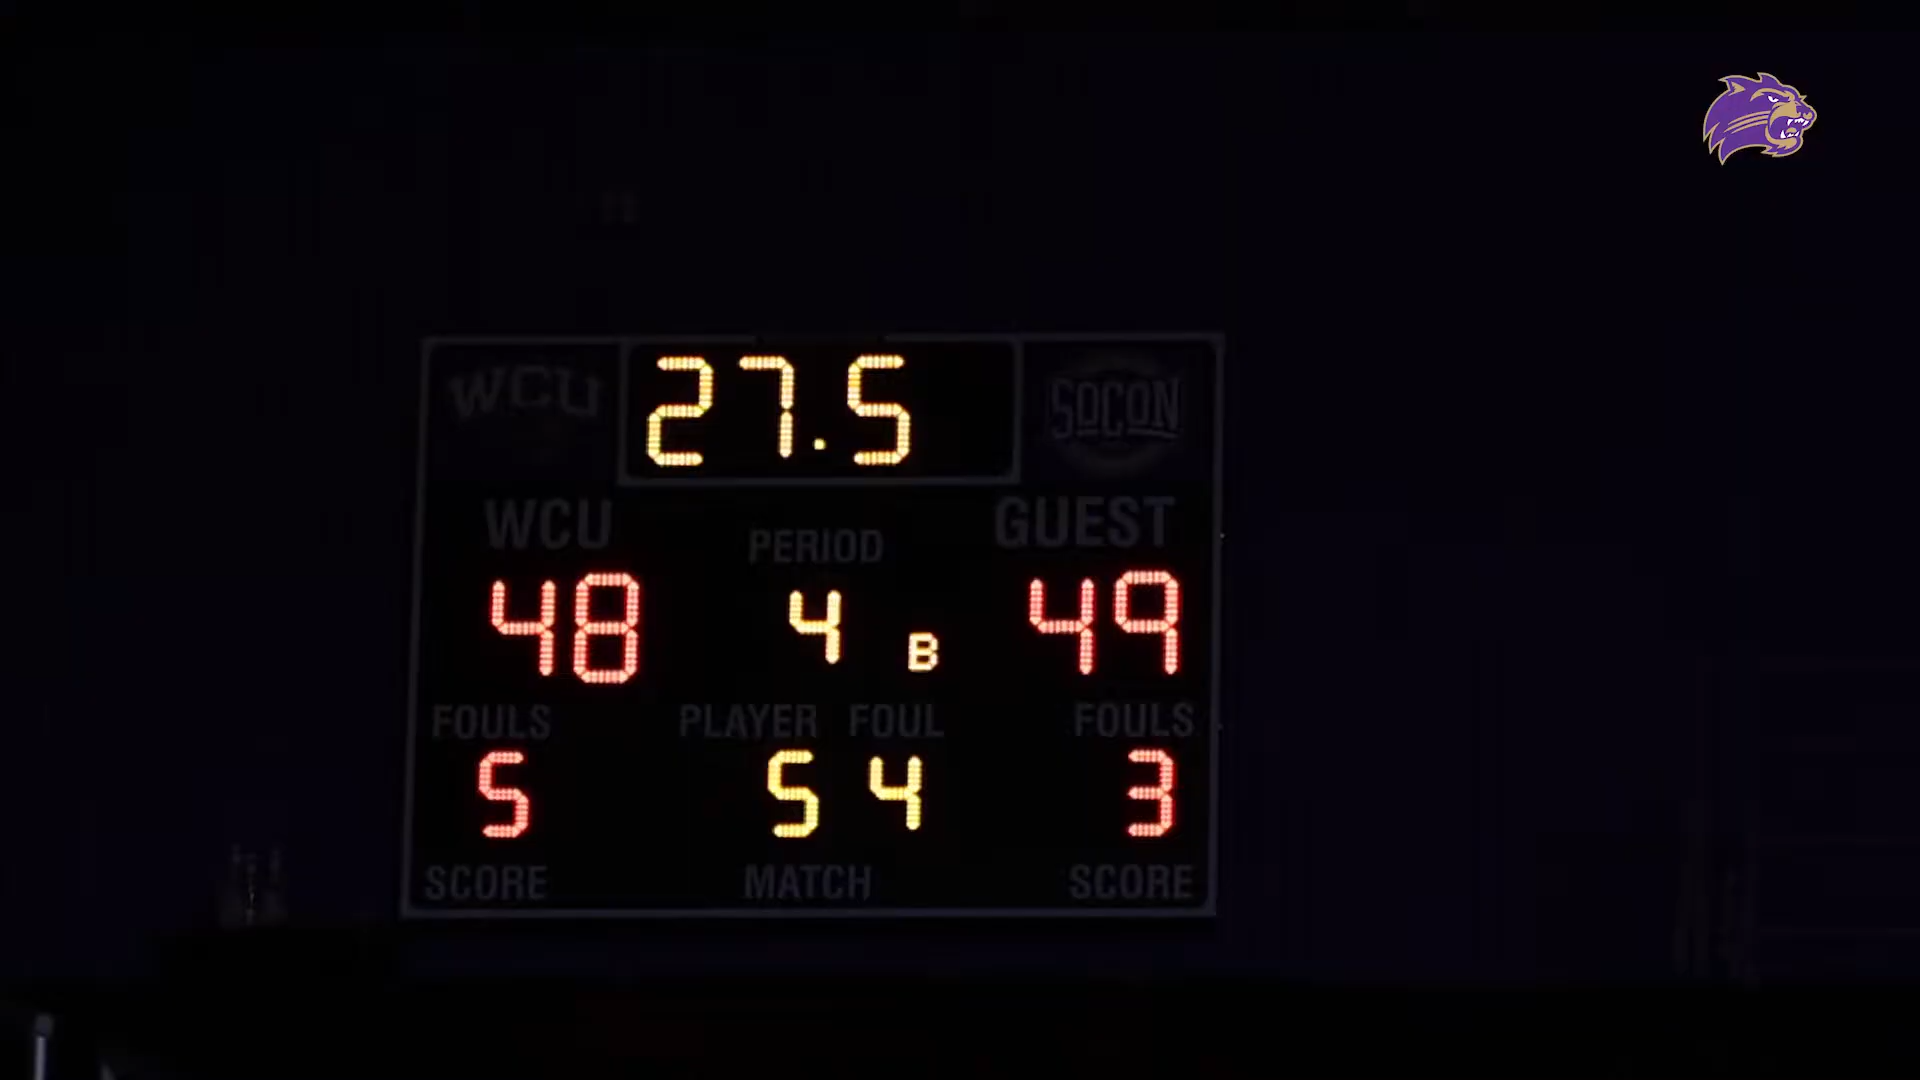 WCU
27.5
SOCON
WCU
PERIOD
GUEST
48
4
B
49
FOULS
PLAYER
FOUL
FOULS
5
5
4
3
SCORE
MATCH
SCORE